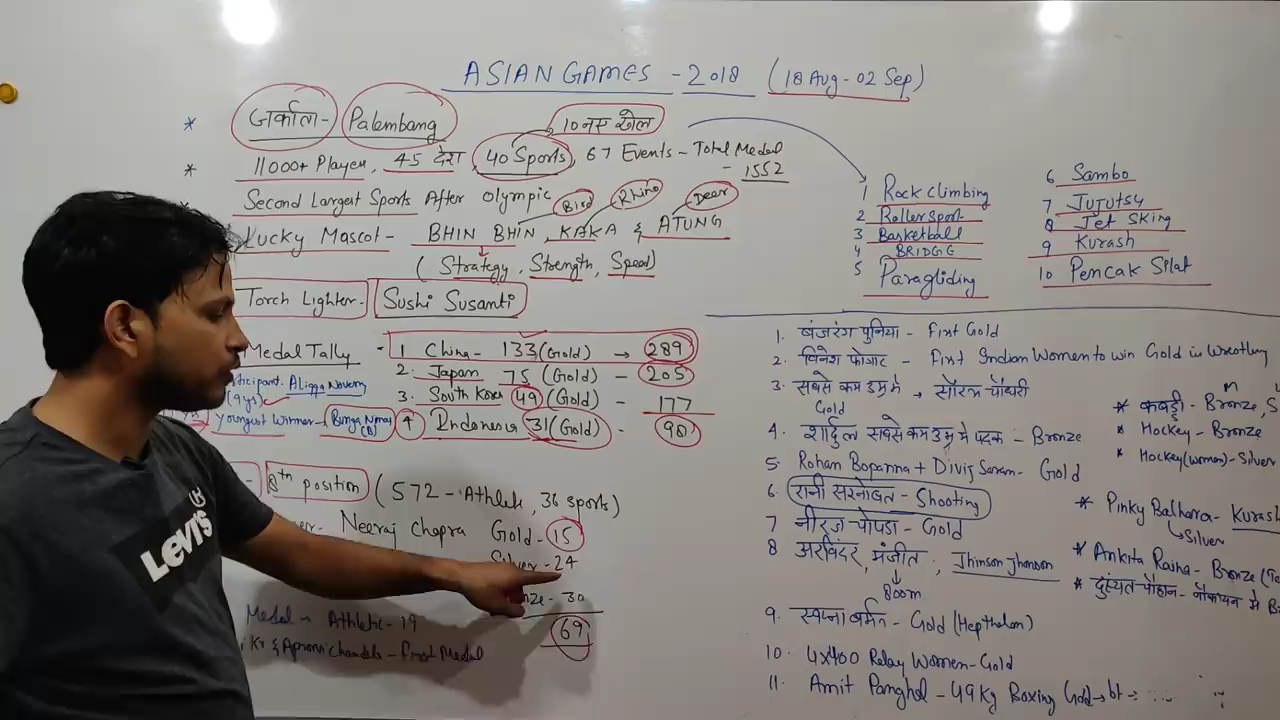 ASIAN GAMES - 2018 (18 Aug - 02 Sep)
* जकार्ता - Palembang
10 नए खेल
* 11000+ Player, 45 देश, 40 Sports, 67 Events - Total Medal - 1552
Second Largest Sports After Olympic
Bird Rhino Deer
Lucky Mascot - BHIN BHIN, KAKA & ATUNG
(Strategy, Strength, Speed)
Torch Lighter - Sushi Susanti
Medal Tally - 1 China - 133 (Gold) → 289
2. Japan 75 (Gold) - 205
3. South Korea 49 (Gold) - 177
4 Indonesia 31 (Gold) - 98
Youngest Winner -
8th position (572 - Athlete, 36 sports)
Neeraj Chopra Gold - 15
24
- 30
69
Medal → Athletic - 19
First Medal
1 Rock climbing
2 Roller sport
3 Basketball
4 BRIDGE
5 Paragliding
6 Sambo
7 JUJUTSU
8 Jet Skiing
9 Kurash
10 Pencak Silat
1. बजरंग पुनिया - First Gold
2. विनेश फोगाट - First Indian Women to win Gold in Wrestling
3. सबसे कम उम्र मे Gold → सौरभ चौधरी
4. शार्दुल सबसे कम उम्र मे पदक - Bronze
5. Rohan Bopanna + Divij Saran - Gold
6. रानी सरनोबत - Shooting
7 नीरज चोपडा - Gold
8 अरविंदर, मंजीत, Jhinson Jhonson
↓
800m
9. स्वप्ना बर्मन - Gold (Hepthalon)
10. 4x400 Relay Women - Gold
11. Amit Panghal - 49 Kg Boxing Gold →
* कबड्डी - Bronze, S
* Hockey - Bronze
* Hockey (women) - Silver
* Pinky Balhara - Kurash
Silver
* Ankita Raina - Bronze
* दुष्यंत चौहान - नौकायन मे B
Levi's